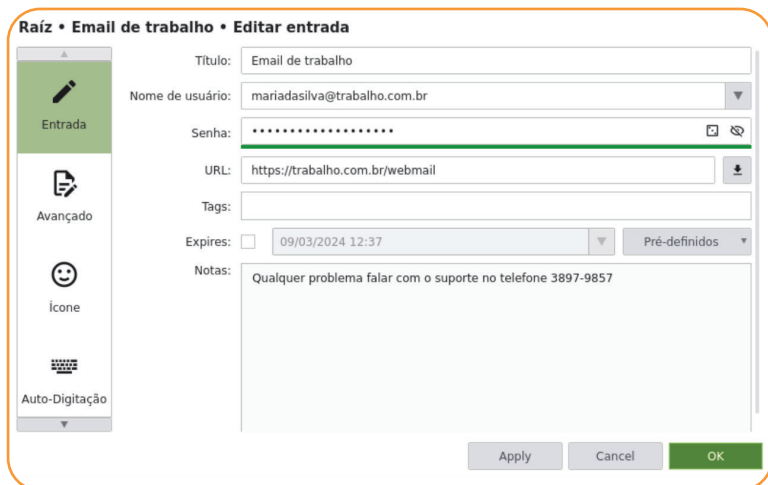 Raíz • Email de trabalho • Editar entrada
Entrada
Avançado
Ícone
Auto-Digitação
Título: Email de trabalho
Nome de usuário: mariadasilva@trabalho.com.br
Senha: •••••••••••••••••••
URL: https://trabalho.com.br/webmail
Tags:
Expires: 09/03/2024 12:37 Pré-definidos
Notas: Qualquer problema falar com o suporte no telefone 3897-9857
Apply Cancel OK